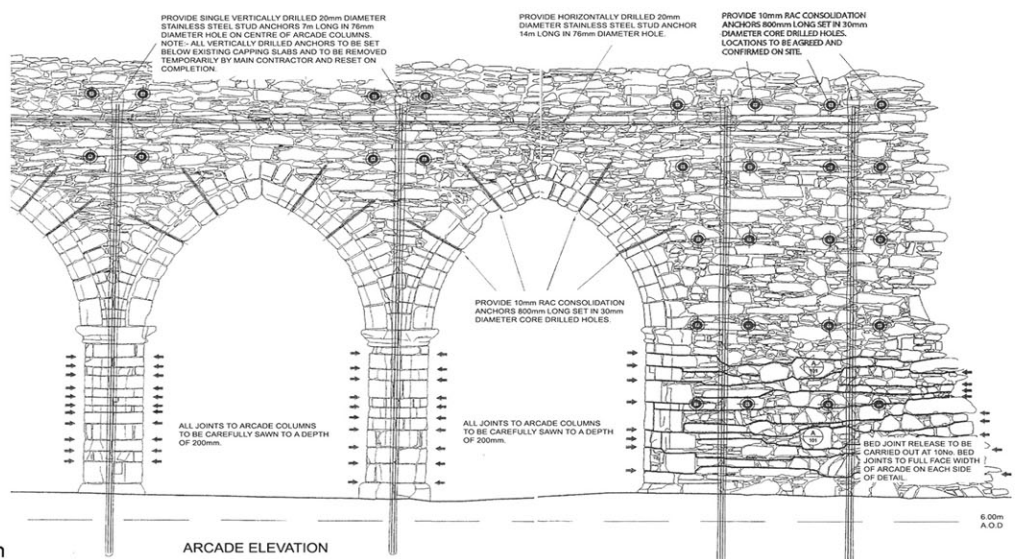 PROVIDE SINGLE VERTICALLY DRILLED 20mm DIAMETER
STAINLESS STEEL STUD ANCHORS 7m LONG IN 76mm
DIAMETER HOLE ON CENTRE OF ARCADE COLUMNS.
NOTE:- ALL VERTICALLY DRILLED ANCHORS TO BE SET
BELOW EXISTING CAPPING SLABS AND TO BE REMOVED
TEMPORARILY BY MAIN CONTRACTOR AND RESET ON
COMPLETION.
PROVIDE HORIZONTALLY DRILLED 20mm
DIAMETER STAINLESS STEEL STUD ANCHOR
14m LONG IN 76mm DIAMETER HOLE.
PROVIDE 10mm RAC CONSOLIDATION
ANCHORS 800mm LONG SET IN 30mm
DIAMETER CORE DRILLED HOLES.
LOCATIONS TO BE AGREED AND
CONFIRMED ON SITE.
PROVIDE 10mm RAC CONSOLIDATION
ANCHORS 800mm LONG SET IN 30mm
DIAMETER CORE DRILLED HOLES.
ALL JOINTS TO ARCADE COLUMNS
TO BE CAREFULLY SAWN TO A DEPTH
OF 200mm.
ALL JOINTS TO ARCADE COLUMNS
TO BE CAREFULLY SAWN TO A DEPTH
OF 200mm.
BED JOINT RELEASE TO BE
CARRIED OUT AT 10No. BED
JOINTS TO FULL FACE WIDTH
OF ARCADE ON EACH SIDE
OF DETAIL.
6.00m
A.O.D
ARCADE ELEVATION